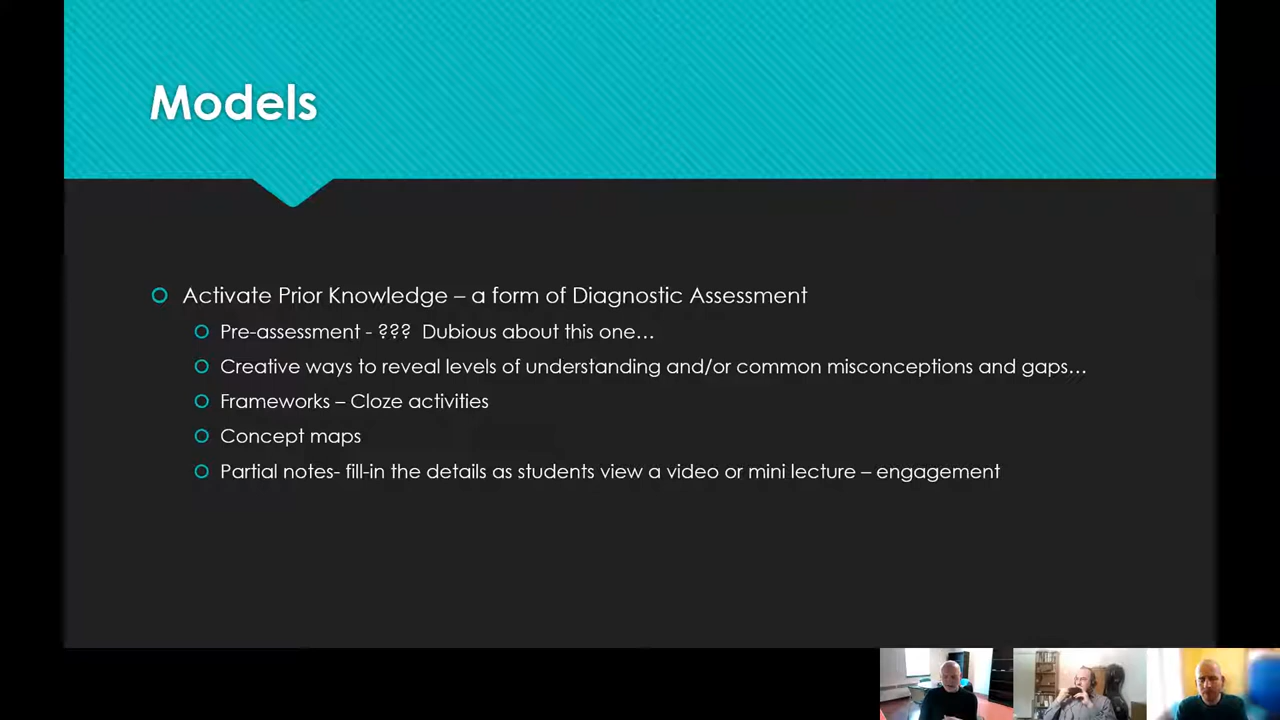 Models
Activate Prior Knowledge – a form of Diagnostic Assessment
Pre-assessment - ???  Dubious about this one…
Creative ways to reveal levels of understanding and/or common misconceptions and gaps…
Frameworks – Cloze activities
Concept maps
Partial notes- fill-in the details as students view a video or mini lecture – engagement